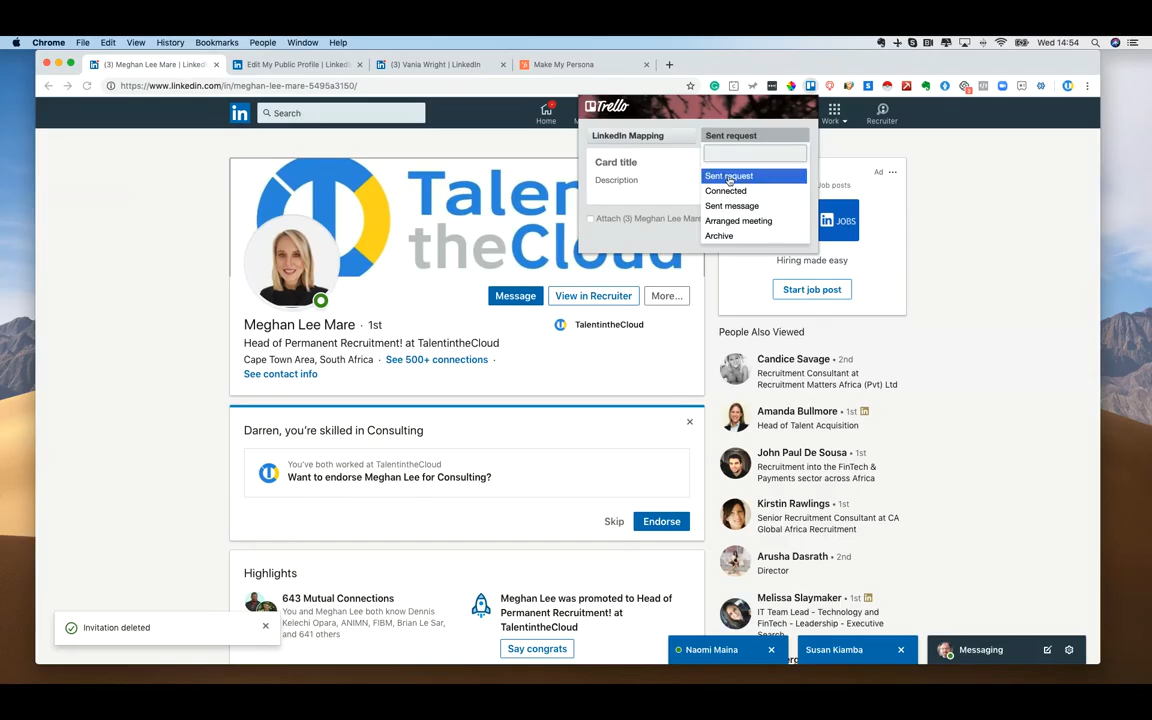 Chrome File Edit View History Bookmarks People Window Help
Wed 14:54
(3) Meghan Lee Mare | LinkedI
Edit My Public Profile | LinkedI
(3) Vania Wright | LinkedIn
Make My Persona
https://www.linkedin.com/in/meghan-lee-mare-5495a3150/
Search
Home
Work
Recruiter
Trello
LinkedIn Mapping
Sent request
Card title
Description
Attach (3) Meghan Lee Mare
Sent request
Connected
Sent message
Arranged meeting
Archive
Talent
theCloud
Ad
Job posts
JOBS
Hiring made easy
Start job post
Message
View in Recruiter
More...
Meghan Lee Mare · 1st
TalentintheCloud
Head of Permanent Recruitment! at TalentintheCloud
Cape Town Area, South Africa · See 500+ connections ·
See contact info
Darren, you're skilled in Consulting
You've both worked at TalentintheCloud
Want to endorse Meghan Lee for Consulting?
Skip
Endorse
Highlights
643 Mutual Connections
You and Meghan Lee both know Dennis
Kelechi Opara, ANIMN, FIBM, Brian Le Sar,
and 641 others
Meghan Lee was promoted to Head of
Permanent Recruitment! at
TalentintheCloud
Say congrats
Invitation deleted
People Also Viewed
Candice Savage • 2nd
Recruitment Consultant at
Recruitment Matters Africa (Pvt) Ltd
Amanda Bullmore • 1st
Head of Talent Acquisition
John Paul De Sousa • 1st
Recruitment into the FinTech &
Payments sector across Africa
Kirstin Rawlings • 1st
Senior Recruitment Consultant at CA
Global Africa Recruitment
Arusha Dasrath • 2nd
Director
Melissa Slaymaker • 1st
IT Team Lead - Technology and
FinTech - Leadership - Executive
Search
Naomi Maina
Susan Kiamba
Messaging